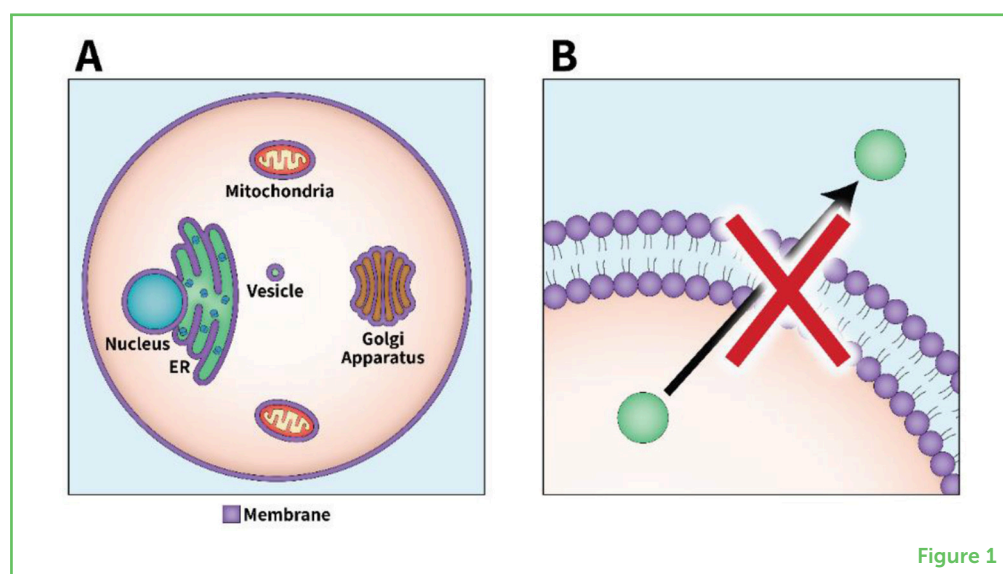 A
B
Mitochondria
Vesicle
Nucleus
ER
Golgi
Apparatus
Membrane
Figure 1